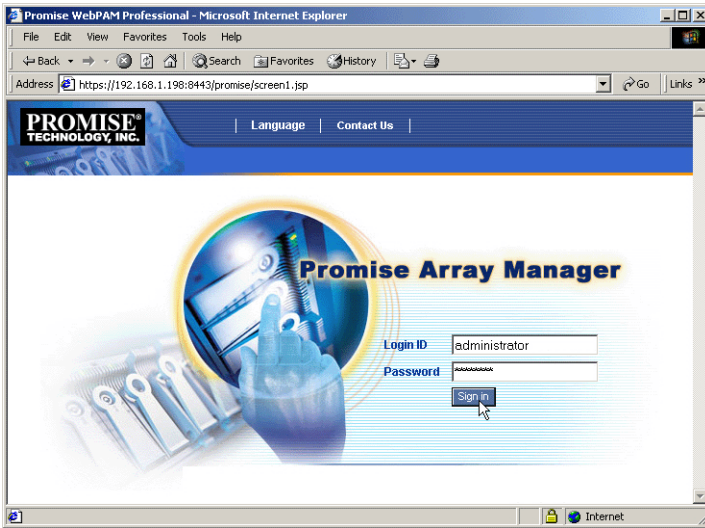 Promise WebPAM Professional - Microsoft Internet Explorer
File Edit View Favorites Tools Help
Back Search Favorites History
Address https://192.168.1.198:8443/promise/screen1.jsp Go Links »
PROMISE®
TECHNOLOGY, INC.
| Language | Contact Us |
Promise Array Manager
Login ID administrator
Password ********
Sign in
Internet